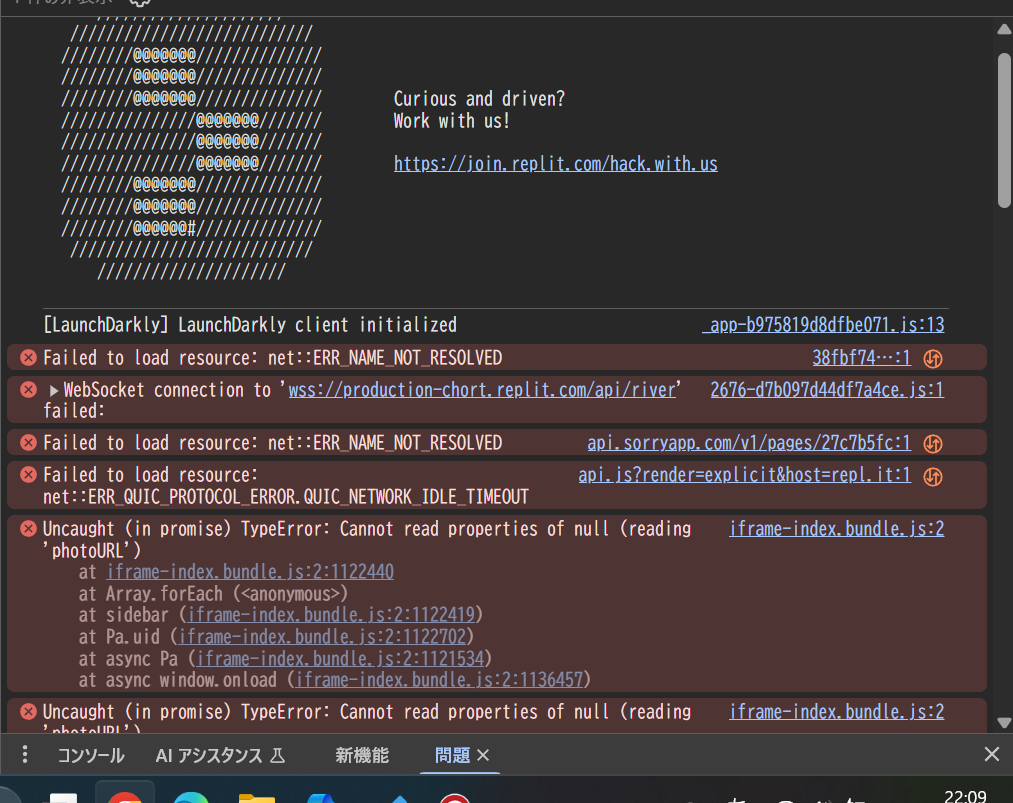 Curious and driven?
Work with us!
https://join.replit.com/hack.with.us
[LaunchDarkly] LaunchDarkly client initialized _app-b975819d8dfbe071.js:13
Failed to load resource: net::ERR_NAME_NOT_RESOLVED 38fbf74…:1
WebSocket connection to 'wss://production-chort.replit.com/api/river' 2676-d7b097d44df7a4ce.js:1
failed:
Failed to load resource: net::ERR_NAME_NOT_RESOLVED api.sorryapp.com/v1/pages/27c7b5fc:1
Failed to load resource: api.js?render=explicit&host=repl.it:1
net::ERR_QUIC_PROTOCOL_ERROR.QUIC_NETWORK_IDLE_TIMEOUT
Uncaught (in promise) TypeError: Cannot read properties of null (reading iframe-index.bundle.js:2
'photoURL')
at iframe-index.bundle.js:2:1122440
at Array.forEach (<anonymous>)
at sidebar (iframe-index.bundle.js:2:1122419)
at Pa.uid (iframe-index.bundle.js:2:1122702)
at async Pa (iframe-index.bundle.js:2:1121534)
at async window.onload (iframe-index.bundle.js:2:1136457)
Uncaught (in promise) TypeError: Cannot read properties of null (reading iframe-index.bundle.js:2
'photoURL')
コンソール AI アシスタンス 新機能 問題
22:09